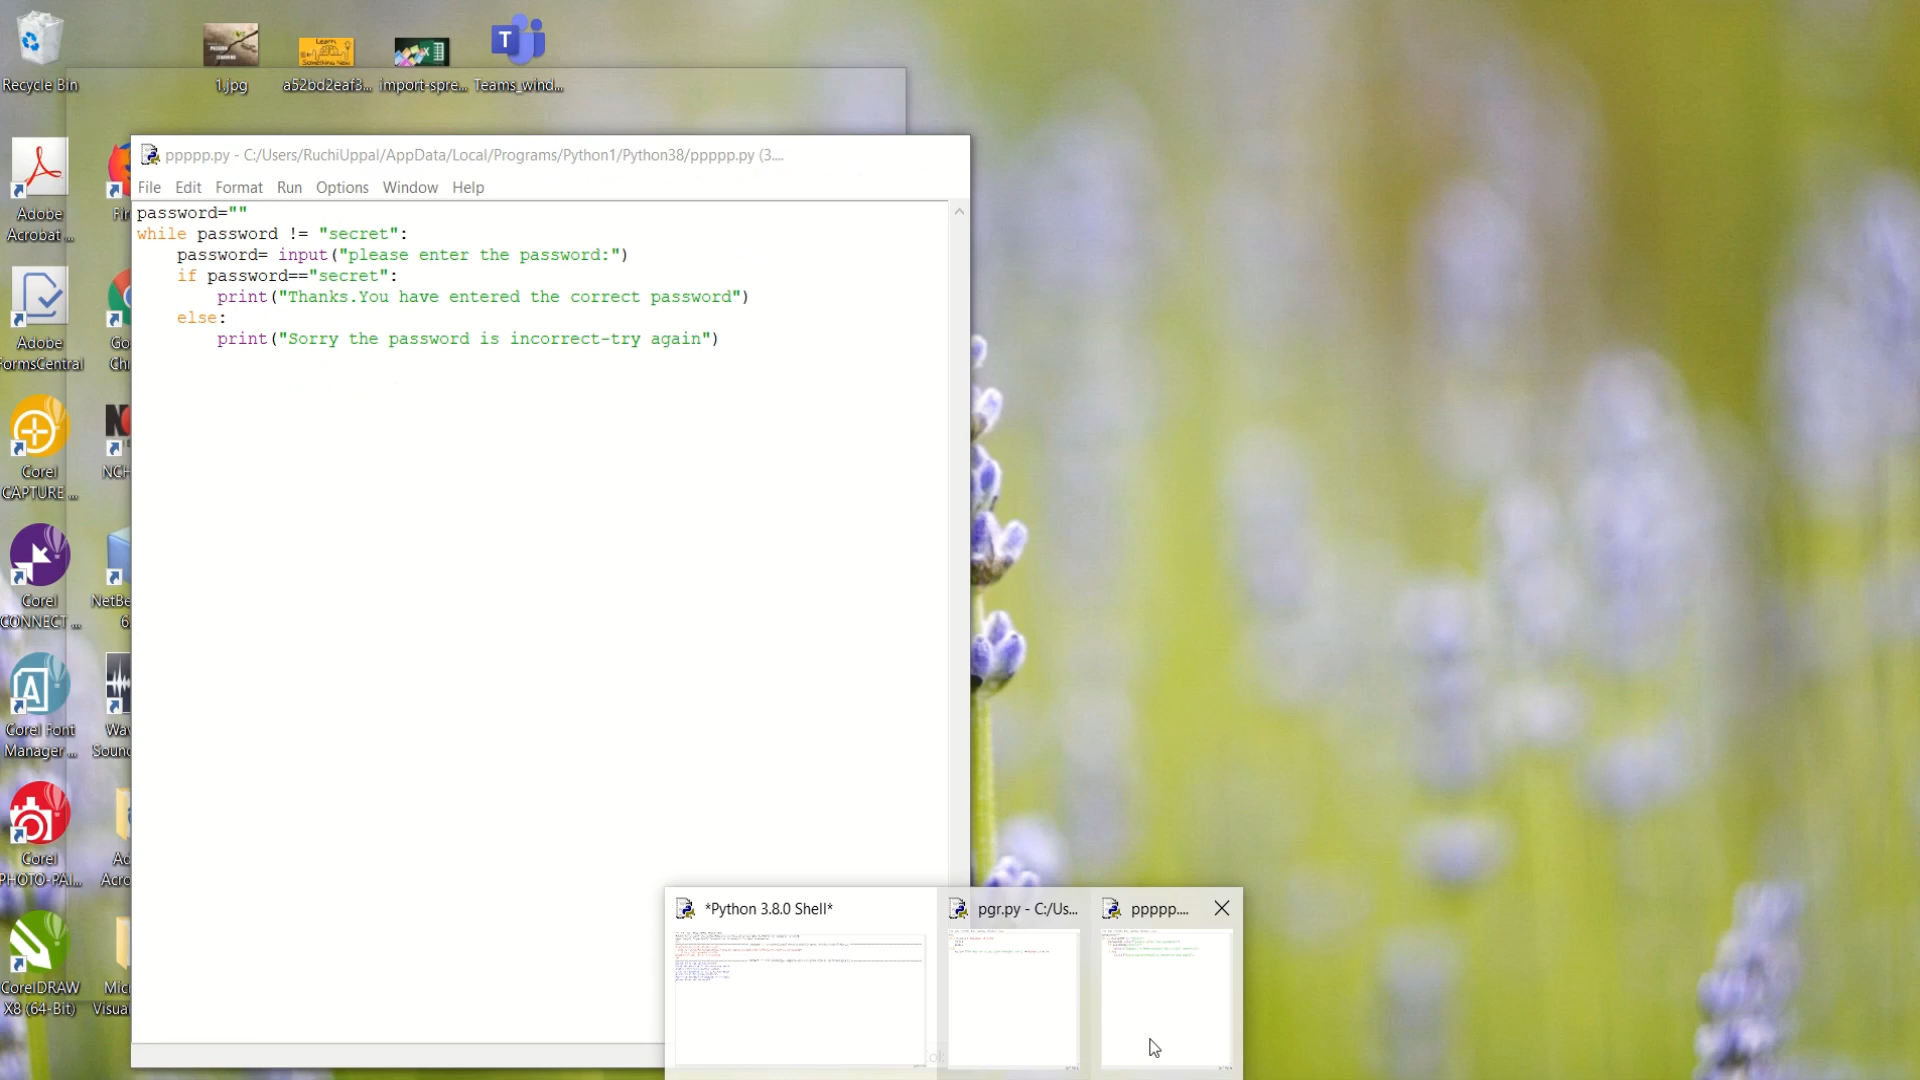 Recycle Bin
1.jpg
a52bd2eaf3...
import-spre...
Teams_wind...
Adobe
Acrobat ...
Adobe
FormsCentral
Corel
CAPTURE ...
Corel
CONNECT ...
Corel Font
Manager ...
Corel
PHOTO-PAI...
CorelDRAW
X8 (64-Bit)
ppppp.py - C:/Users/RuchiUppal/AppData/Local/Programs/Python1/Python38/ppppp.py (3....
File Edit Format Run Options Window Help
password=""
while password != "secret":
    password= input("please enter the password:")
    if password=="secret":
        print("Thanks.You have entered the correct password")
    else:
        print("Sorry the password is incorrect-try again")
*Python 3.8.0 Shell*
pgr.py - C:/Us...
ppppp....